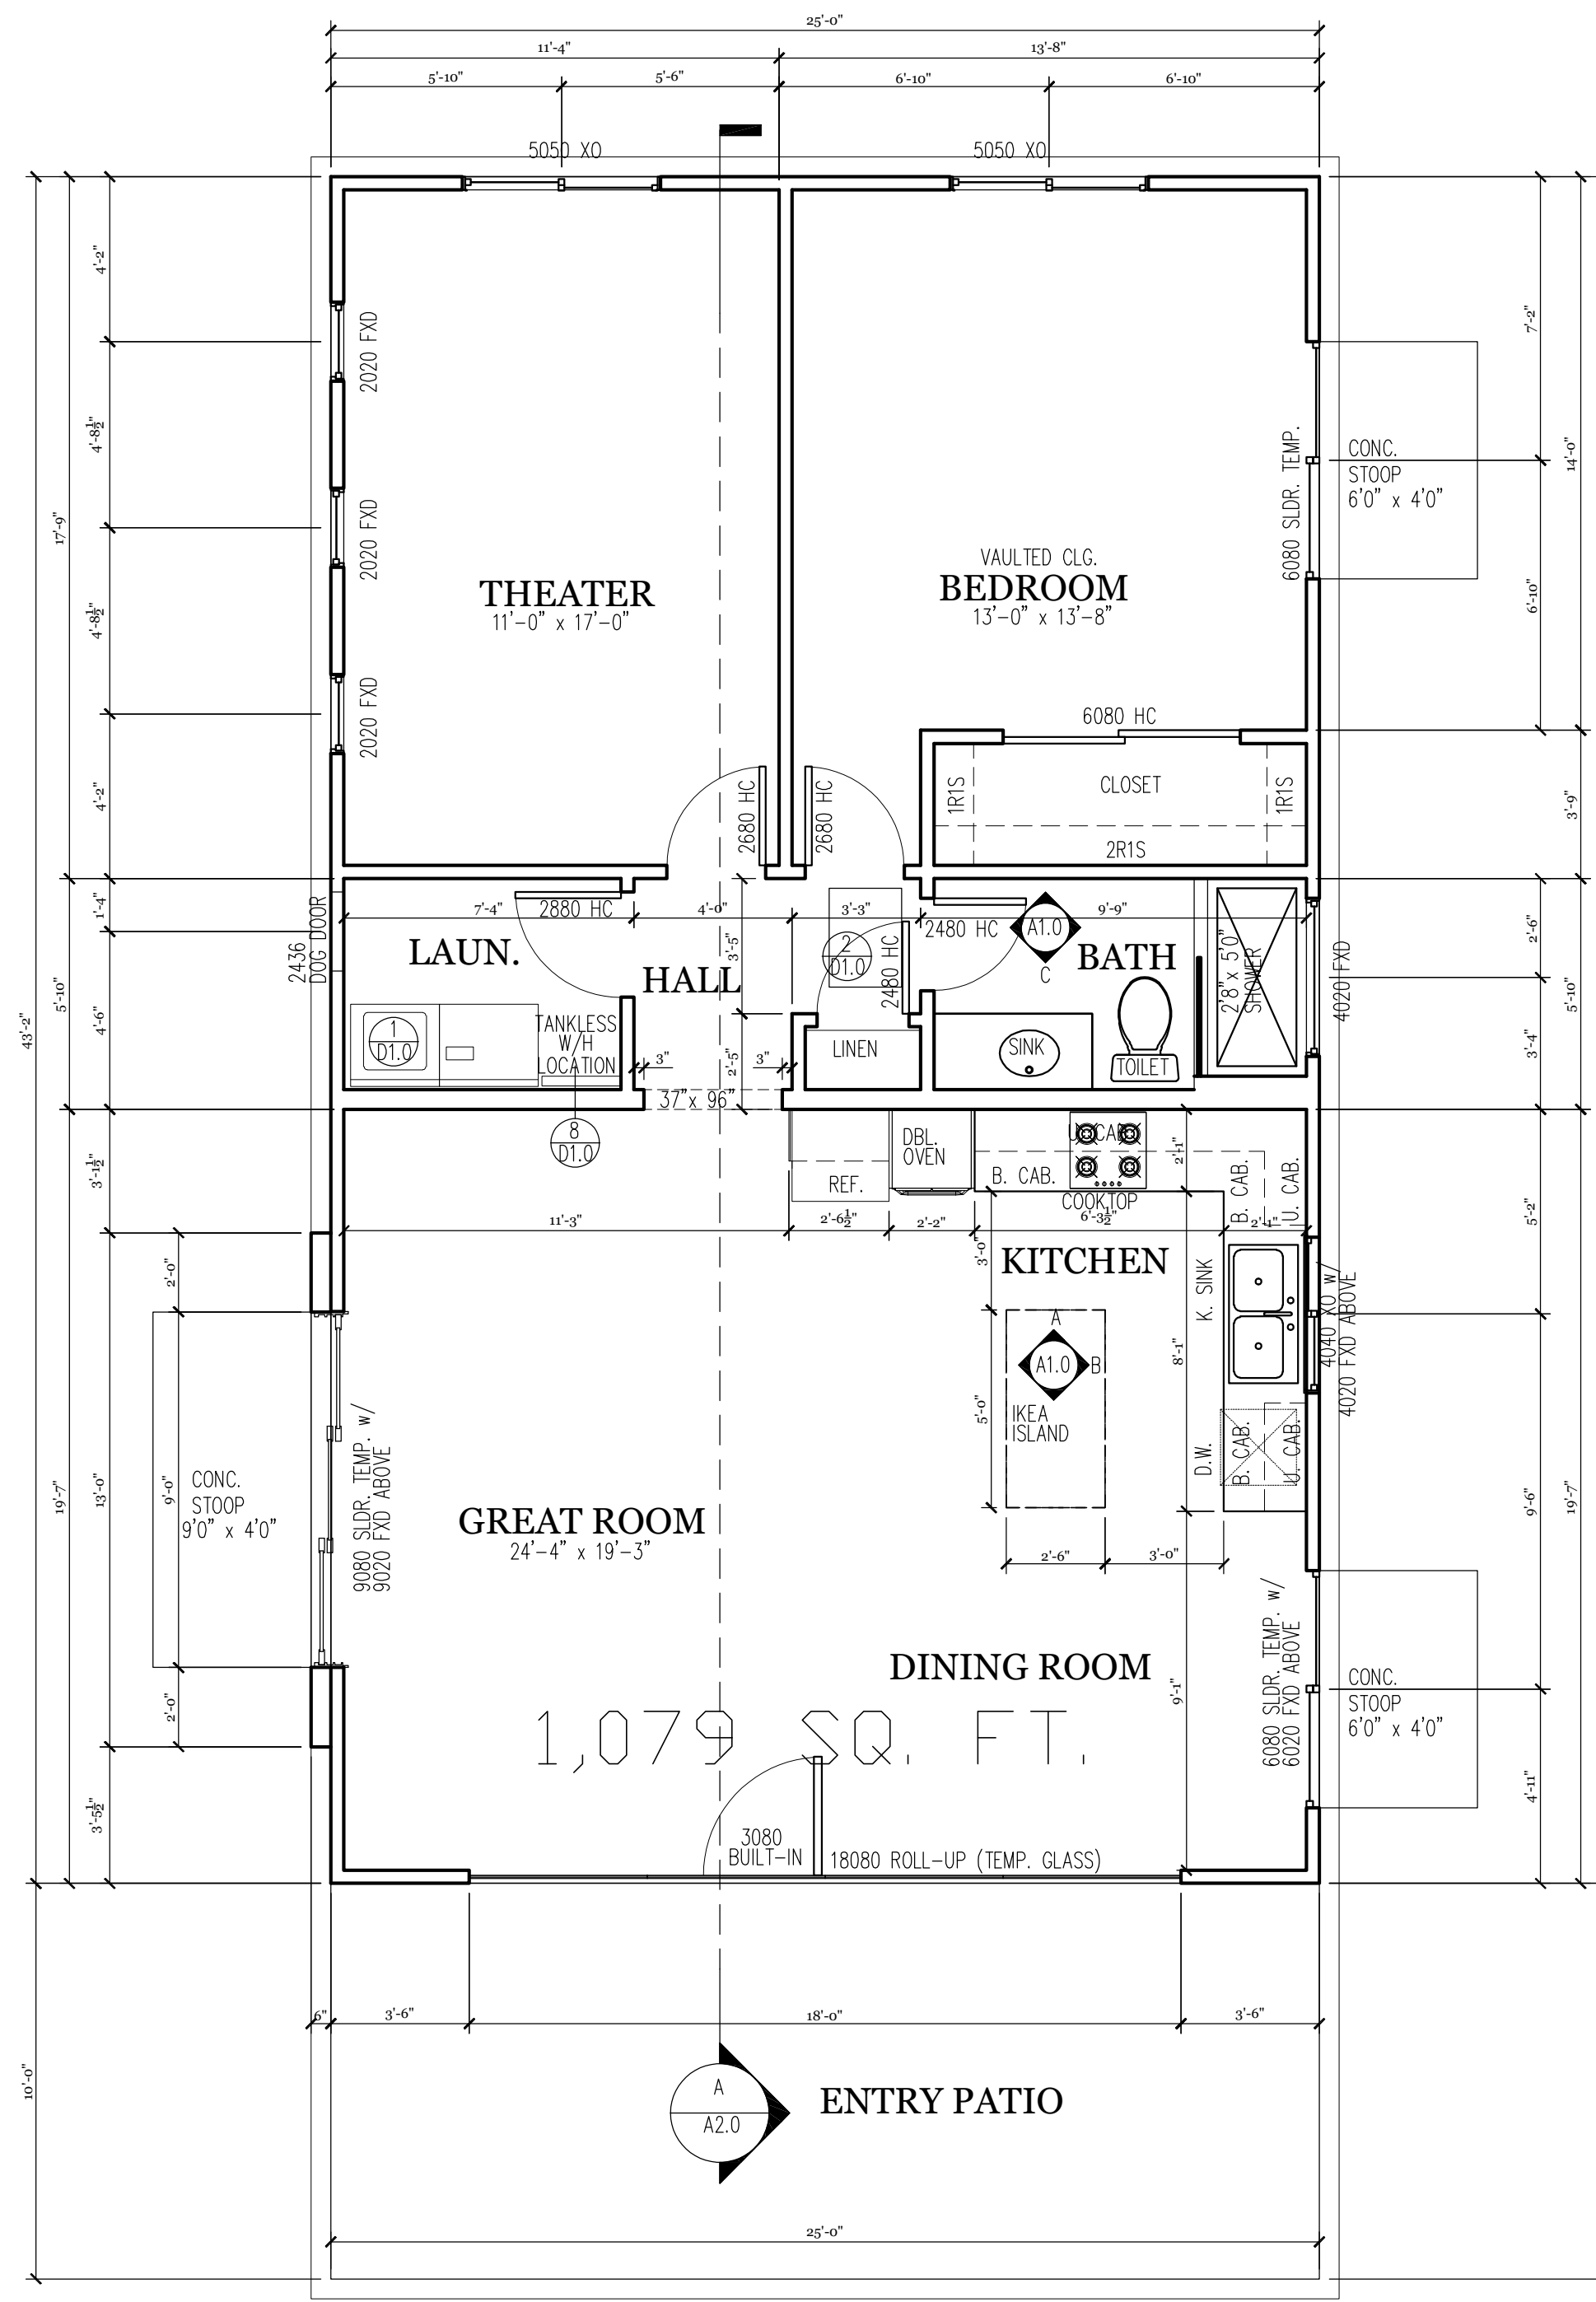 25'-0"
11'-4"
13'-8"
5'-10"
5'-6"
6'-10"
6'-10"
5050 XO
5050 XO
4'-2"
4'-8½"
4'-8½"
4'-2"
17'-9"
43'-2"
2020 FXD
2020 FXD
2020 FXD
THEATER
11'-0" x 17'-0"
VAULTED CLG.
BEDROOM
13'-0" x 13'-8"
6080 SLDR. TEMP.
CONC.
STOOP
6'0" x 4'0"
7'-2"
14'-0"
6'-10"
3'-9"
6080 HC
1R1S
CLOSET
1R1S
2R1S
2680 HC
2680 HC
1'-4"
5'-10"
4'-6"
2436
DOG DOOR
7'-4"
2880 HC
4'-0"
3'-3"
9'-9"
LAUN.
HALL
3'-5"
2'-5"
2
D1.0
2480 HC
2480 HC
A1.0
C
BATH
2'8" x 5'0"
SHOWER
4020 FXD
2'-6"
5'-10"
3'-4"
1
D1.0
TANKLESS
W/H
LOCATION
3"
3"
37"x 96"
LINEN
SINK
TOILET
8
D1.0
3'-1½"
REF.
DBL.
OVEN
B. CAB.
U. CAB.
COOKTOP
2'-1"
B. CAB.
U. CAB.
11'-3"
2'-6½"
2'-2"
6'-3½"
2'-1"
5'-2"
3'-0"
KITCHEN
K. SINK
4040 XO w/
4020 FXD ABOVE
2'-0"
A
A1.0
B
8'-1"
5'-0"
IKEA
ISLAND
D.W.
B. CAB.
U. CAB.
19'-7"
13'-0"
9'-0"
CONC.
STOOP
9'0" x 4'0"
9080 SLDR. TEMP. w/
9020 FXD ABOVE
GREAT ROOM
24'-4" x 19'-3"
2'-6"
3'-0"
9'-6"
19'-7"
DINING ROOM
9'-1"
6080 SLDR. TEMP. w/
6020 FXD ABOVE
CONC.
STOOP
6'0" x 4'0"
2'-0"
1,079 SQ. FT.
3'-5½"
4'-11"
3080
BUILT-IN
18080 ROLL-UP (TEMP. GLASS)
6"
3'-6"
18'-0"
3'-6"
10'-0"
A
A2.0
ENTRY PATIO
25'-0"